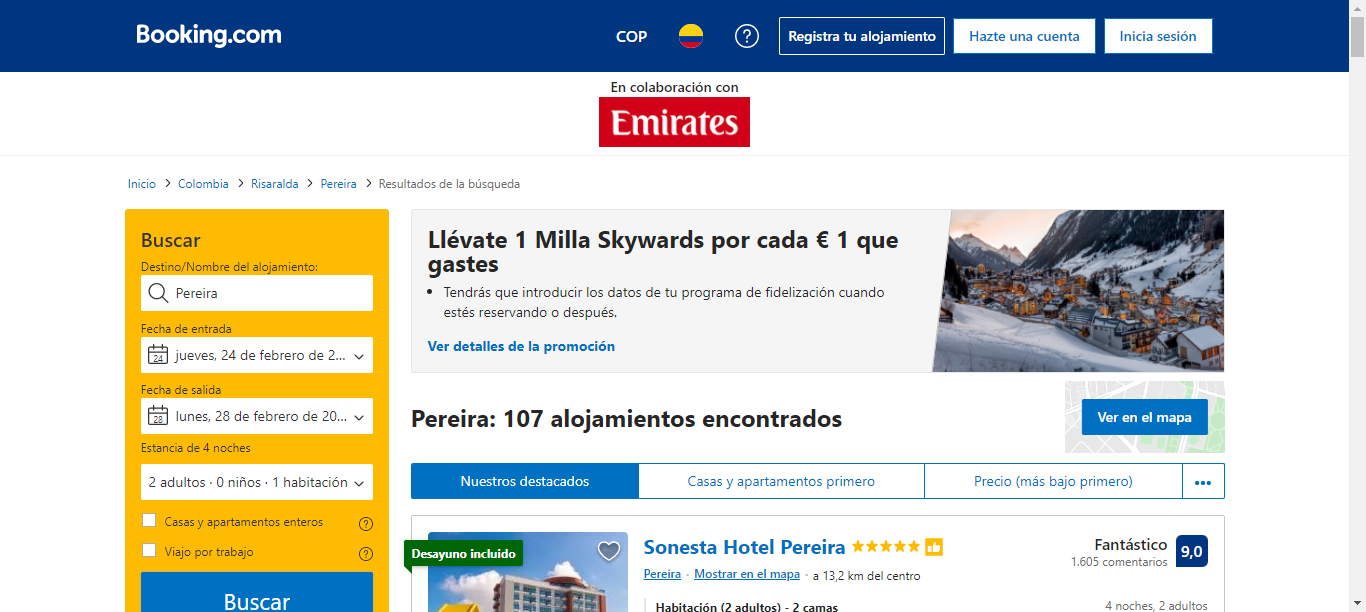 Booking.com
COP
Registra tu alojamiento
Hazte una cuenta
Inicia sesión
En colaboración con
Emirates
Inicio > Colombia > Risaralda > Pereira > Resultados de la búsqueda
Buscar
Destino/Nombre del alojamiento:
Pereira
Fecha de entrada
24
jueves, 24 de febrero de 2...
Fecha de salida
28
lunes, 28 de febrero de 20...
Estancia de 4 noches
2 adultos · 0 niños · 1 habitación
Casas y apartamentos enteros
Viajo por trabajo
Buscar
Llévate 1 Milla Skywards por cada € 1 que
gastes
• Tendrás que introducir los datos de tu programa de fidelización cuando
estés reservando o después.
Ver detalles de la promoción
Pereira: 107 alojamientos encontrados
Ver en el mapa
Nuestros destacados
Casas y apartamentos primero
Precio (más bajo primero)
Desayuno incluido
Sonesta Hotel Pereira
Pereira · Mostrar en el mapa · a 13,2 km del centro
Habitación (2 adultos) - 2 camas
Fantástico
1.605 comentarios
9,0
4 noches, 2 adultos